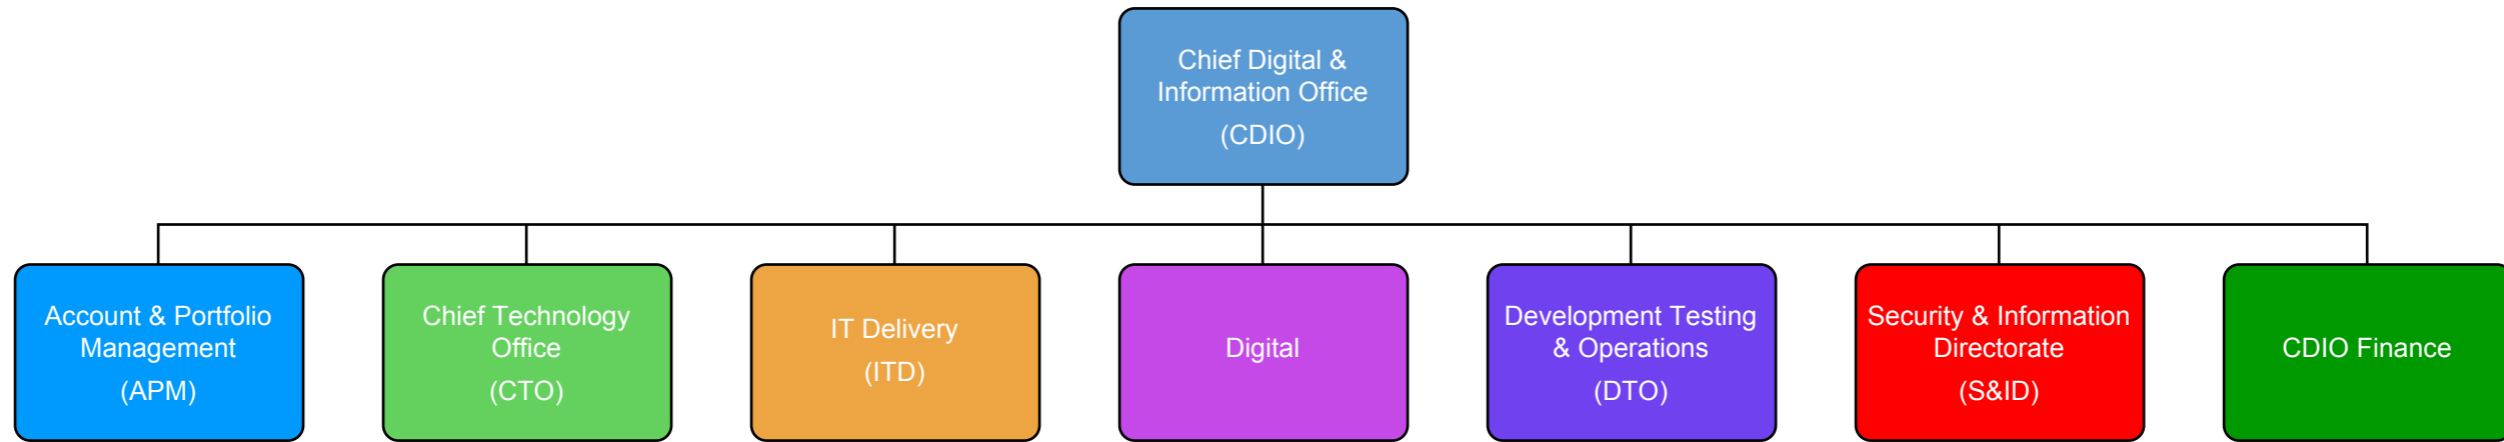 Chief Digital &
Information Office
(CDIO)
Account & Portfolio
Management
(APM)
Chief Technology
Office
(CTO)
IT Delivery
(ITD)
Digital
Development Testing
& Operations
(DTO)
Security & Information
Directorate
(S&ID)
CDIO Finance